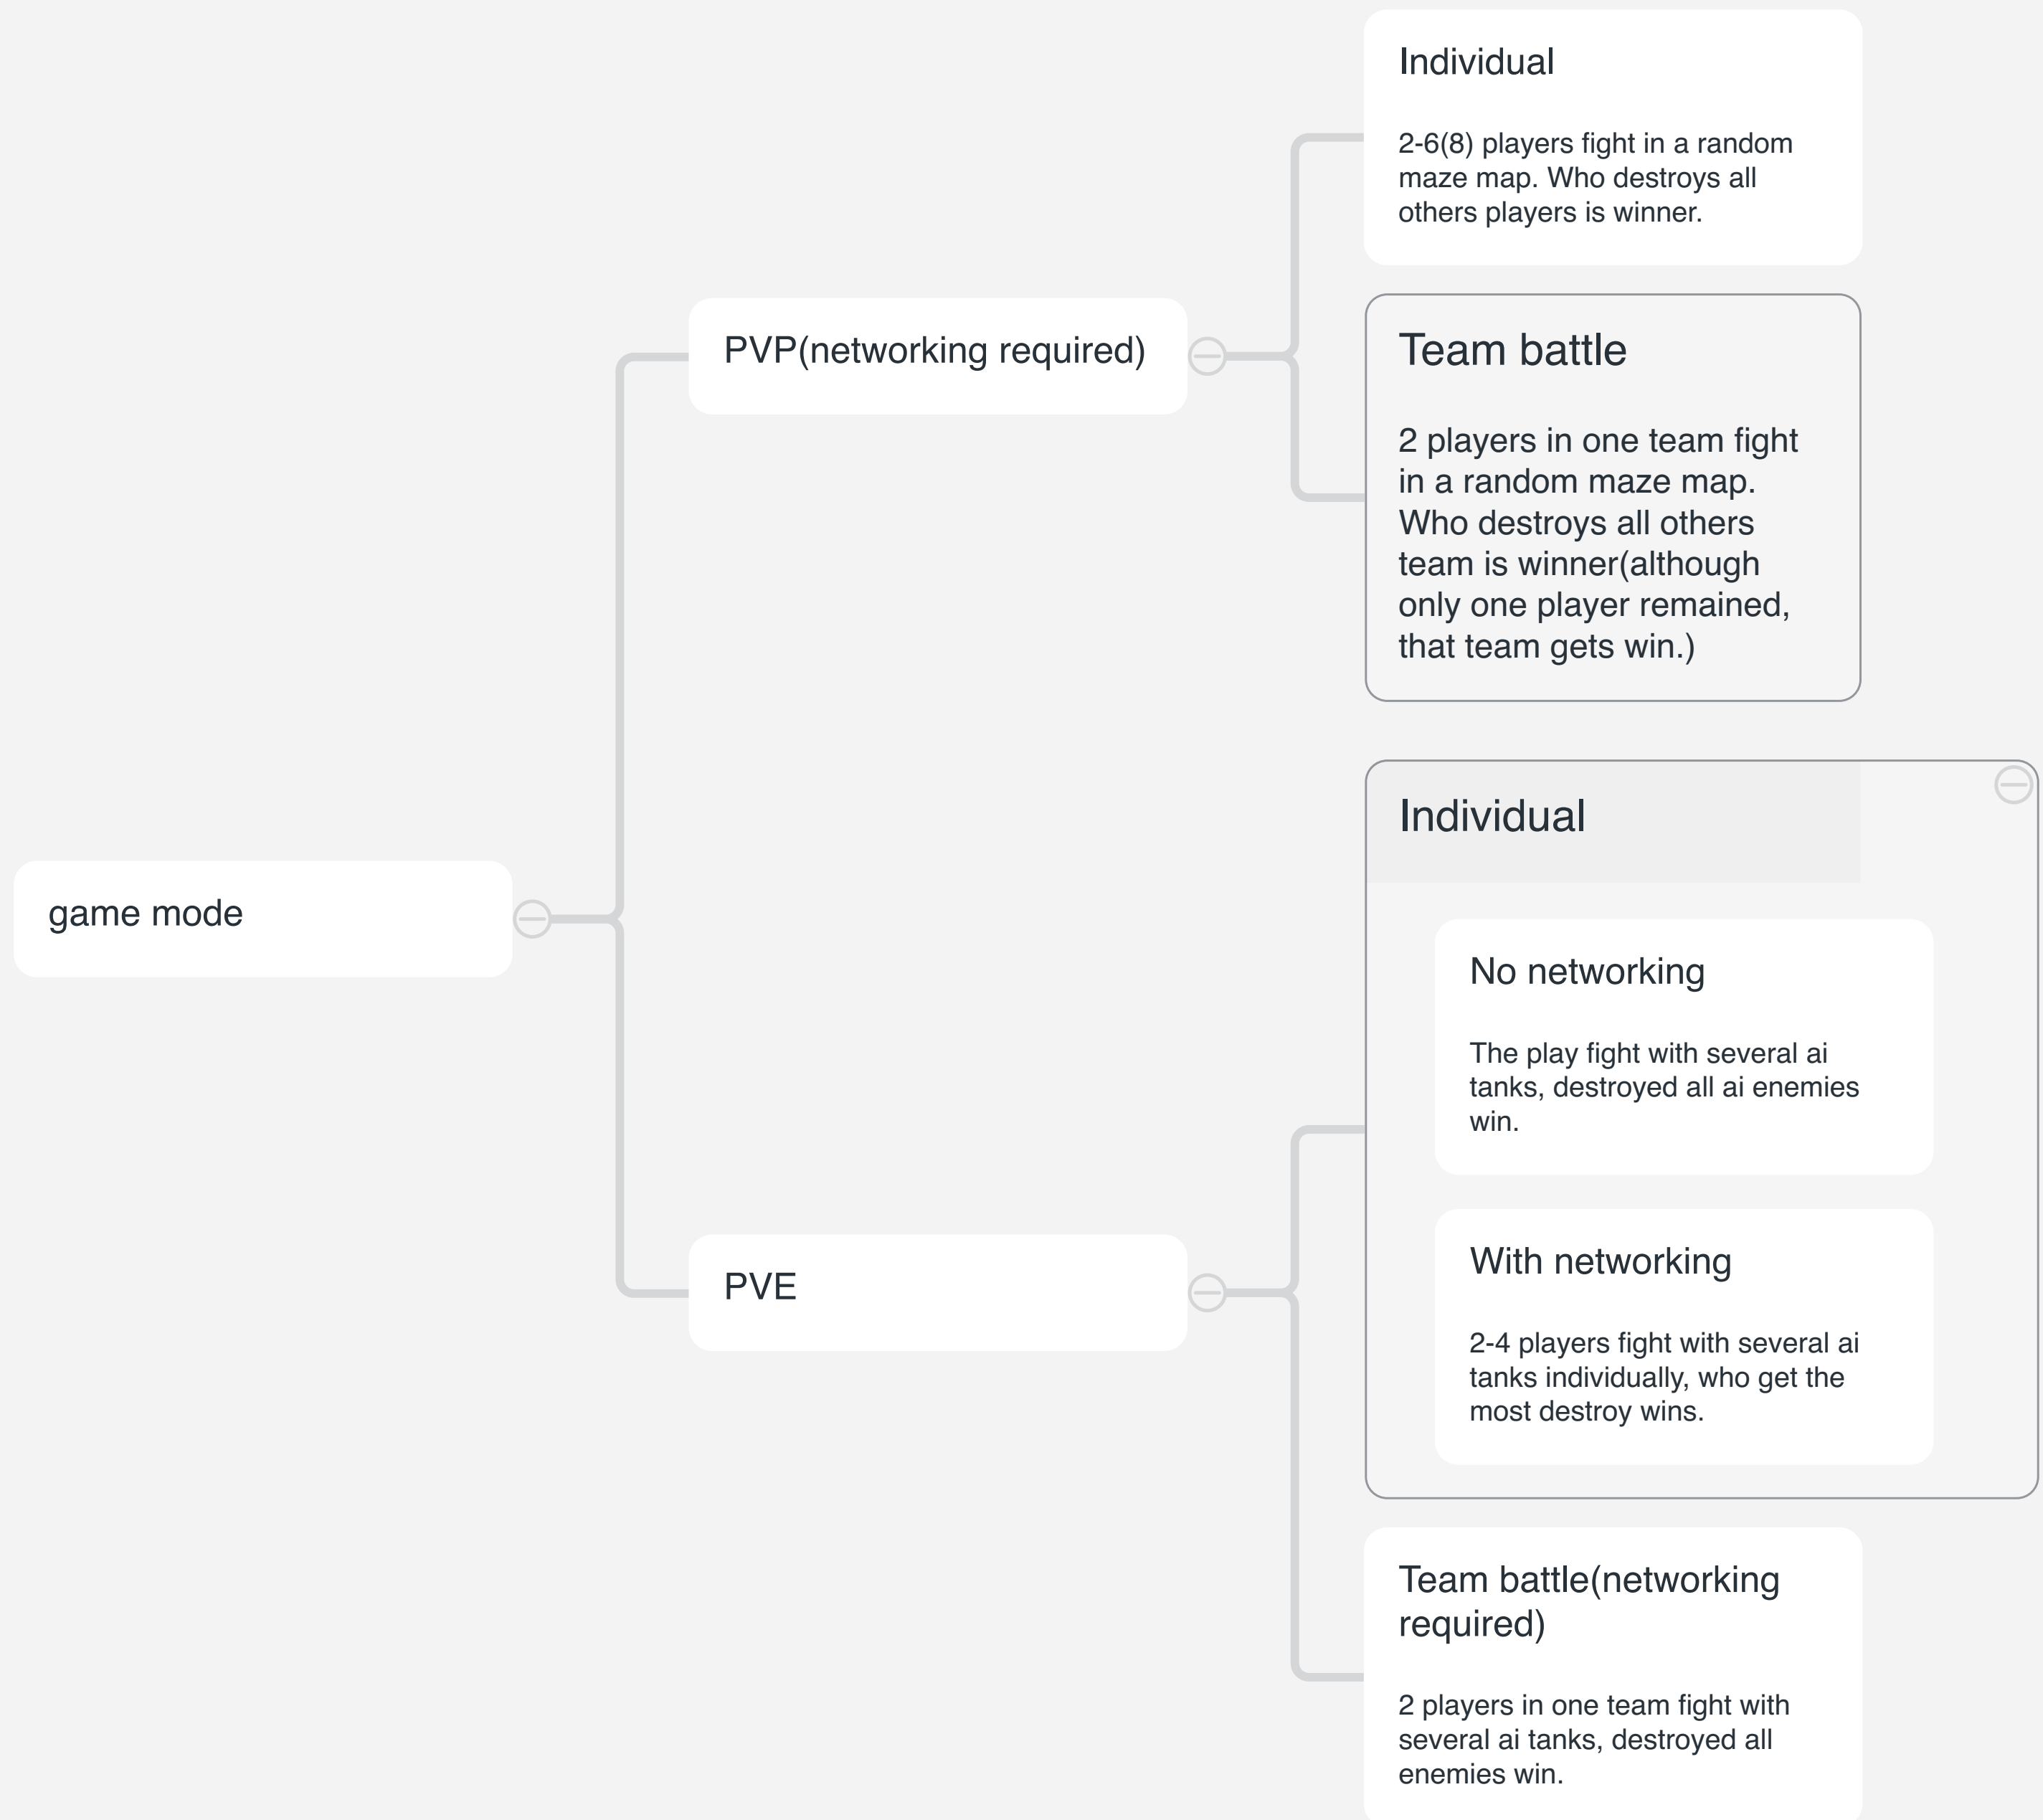 game mode
PVP(networking required)
Individual
2-6(8) players fight in a random
maze map. Who destroys all
others players is winner.
Team battle
2 players in one team fight
in a random maze map.
Who destroys all others
team is winner(although
only one player remained,
that team gets win.)
PVE
Individual
No networking
The play fight with several ai
tanks, destroyed all ai enemies
win.
With networking
2-4 players fight with several ai
tanks individually, who get the
most destroy wins.
Team battle(networking
required)
2 players in one team fight with
several ai tanks, destroyed all
enemies win.